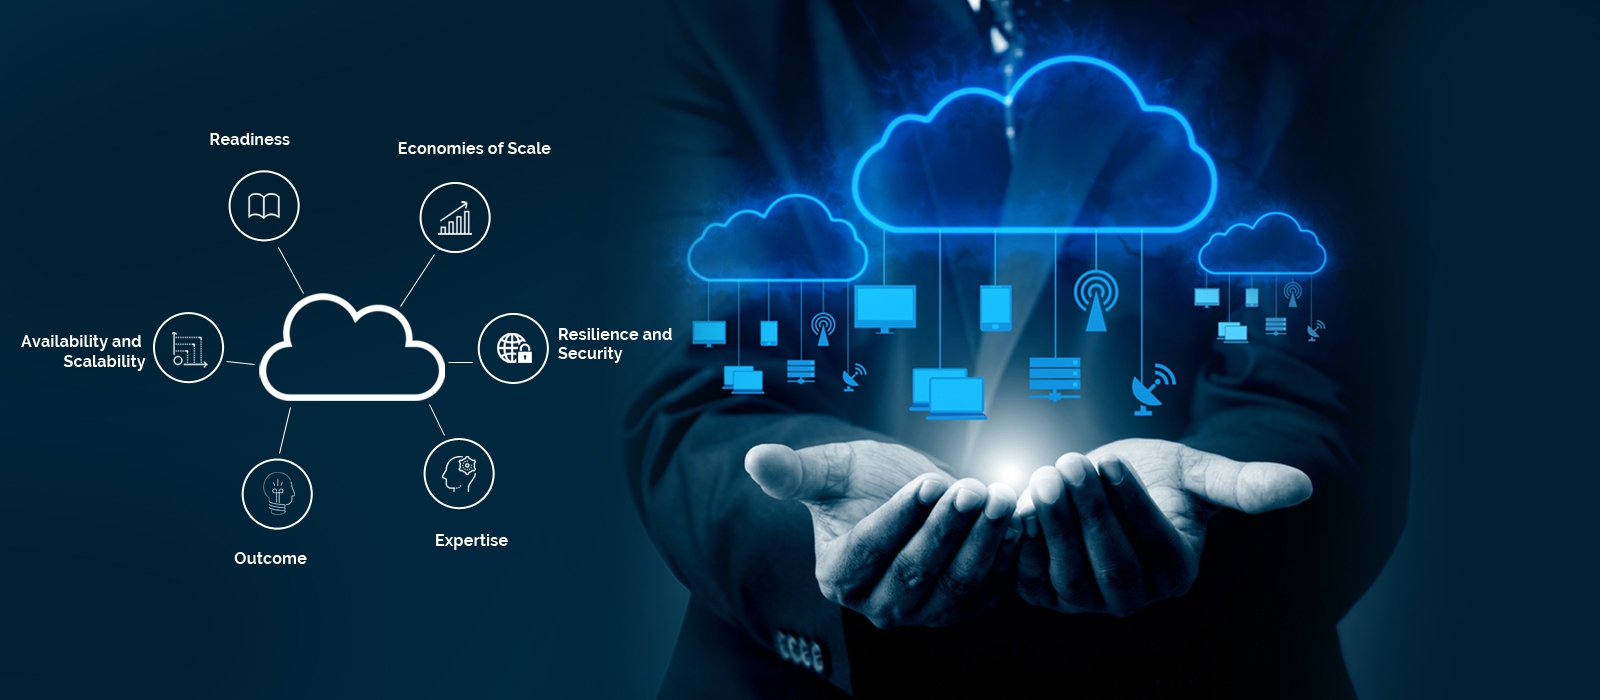 Readiness
Economies of Scale
Availability and
Scalability
Resilience and
Security
Expertise
Outcome